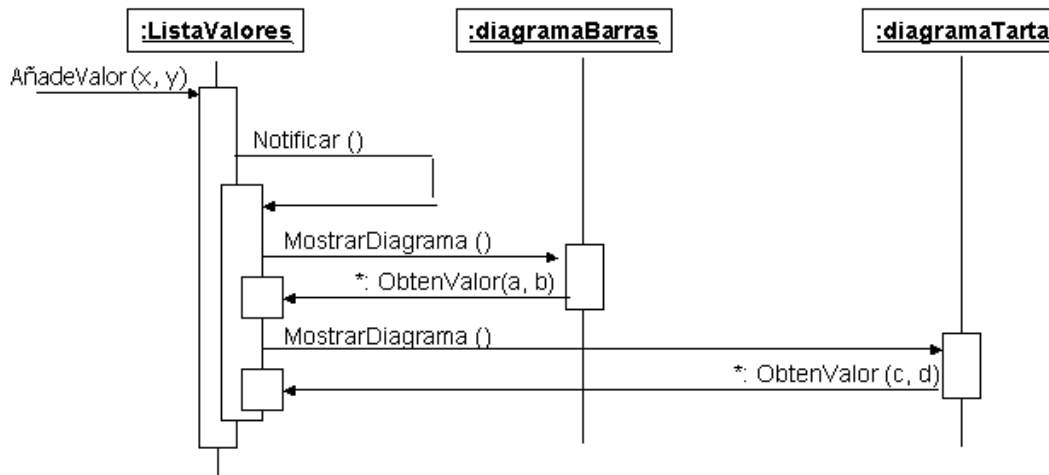 :ListaValores
:diagramaBarras
:diagramaTarta
AñadeValor(x, y)
Notificar ()
MostrarDiagrama ()
*: ObtenValor(a, b)
MostrarDiagrama ()
*: ObtenValor (c, d)